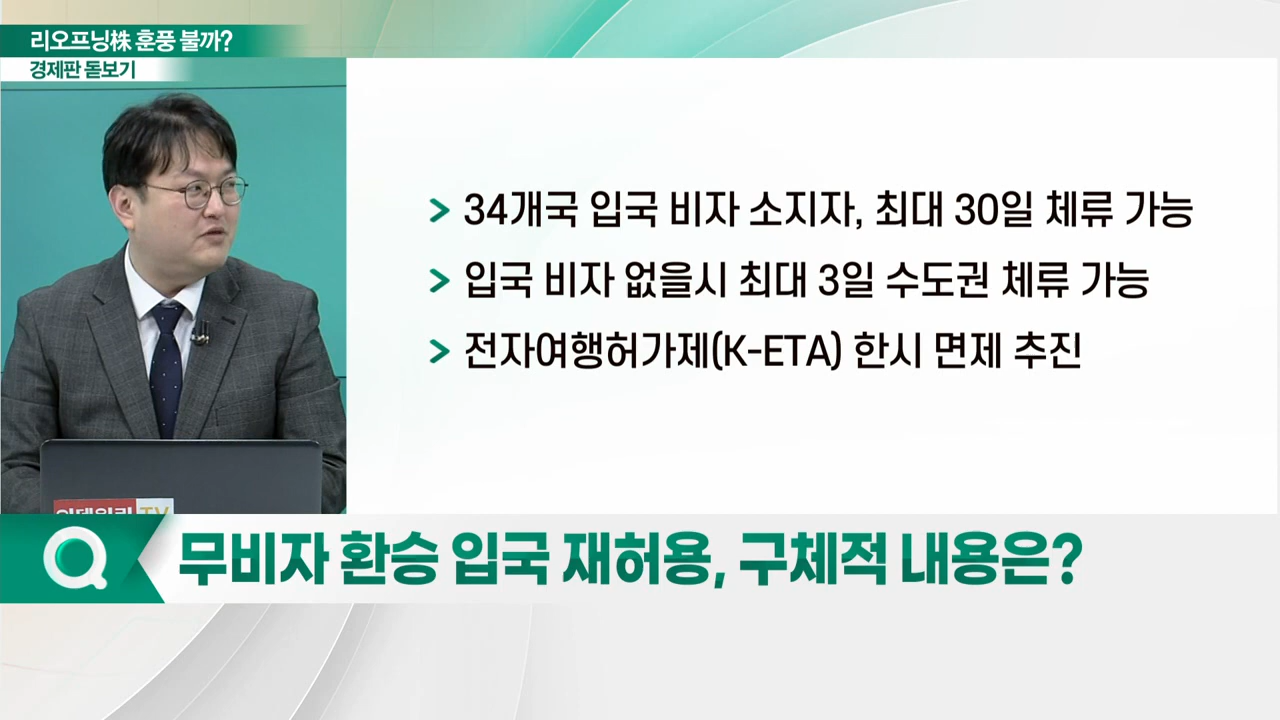 리오프닝株 훈풍 불까?
경제판 돋보기
> 34개국 입국 비자 소지자, 최대 30일 체류 가능
> 입국 비자 없을시 최대 3일 수도권 체류 가능
> 전자여행허가제(K-ETA) 한시 면제 추진
TV
무비자 환승 입국 재허용, 구체적 내용은?